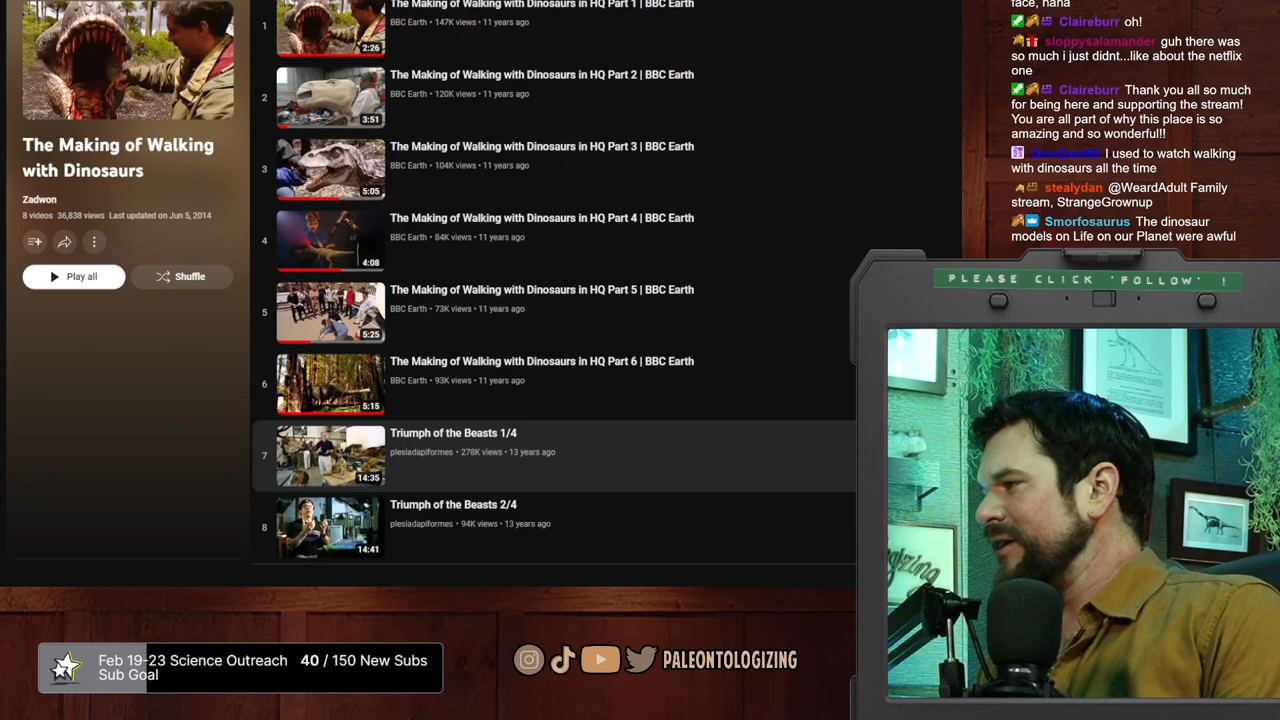 The Making of Walking
with Dinosaurs
Zadwon
8 videos 36,838 views Last updated on Jun 5, 2014
Play all
Shuffle
1
The Making of Walking with Dinosaurs in HQ Part 1 | BBC Earth
BBC Earth • 147K views • 11 years ago
2:26
2
The Making of Walking with Dinosaurs in HQ Part 2 | BBC Earth
BBC Earth • 120K views • 11 years ago
3:51
3
The Making of Walking with Dinosaurs in HQ Part 3 | BBC Earth
BBC Earth • 104K views • 11 years ago
5:05
4
The Making of Walking with Dinosaurs in HQ Part 4 | BBC Earth
BBC Earth • 84K views • 11 years ago
4:08
5
The Making of Walking with Dinosaurs in HQ Part 5 | BBC Earth
BBC Earth • 73K views • 11 years ago
5:25
6
The Making of Walking with Dinosaurs in HQ Part 6 | BBC Earth
BBC Earth • 93K views • 11 years ago
5:15
7
Triumph of the Beasts 1/4
plesiadapiformes • 278K views • 13 years ago
14:35
8
Triumph of the Beasts 2/4
plesiadapiformes • 94K views • 13 years ago
14:41
face, haha
Claireburr oh!
sloppysalamander guh there was
so much i just didnt...like about the netflix
one
Claireburr Thank you all so much
for being here and supporting the stream!
You are all part of why this place is so
amazing and so wonderful!!
I used to watch walking
with dinosaurs all the time
stealydan @WeardAdult Family
stream, StrangeGrownup
Smorfosaurus The dinosaur
models on Life on our Planet were awful
PLEASE CLICK 'FOLLOW' !
Feb 19-23 Science Outreach 40 / 150 New Subs
Sub Goal
PALEONTOLOGIZING